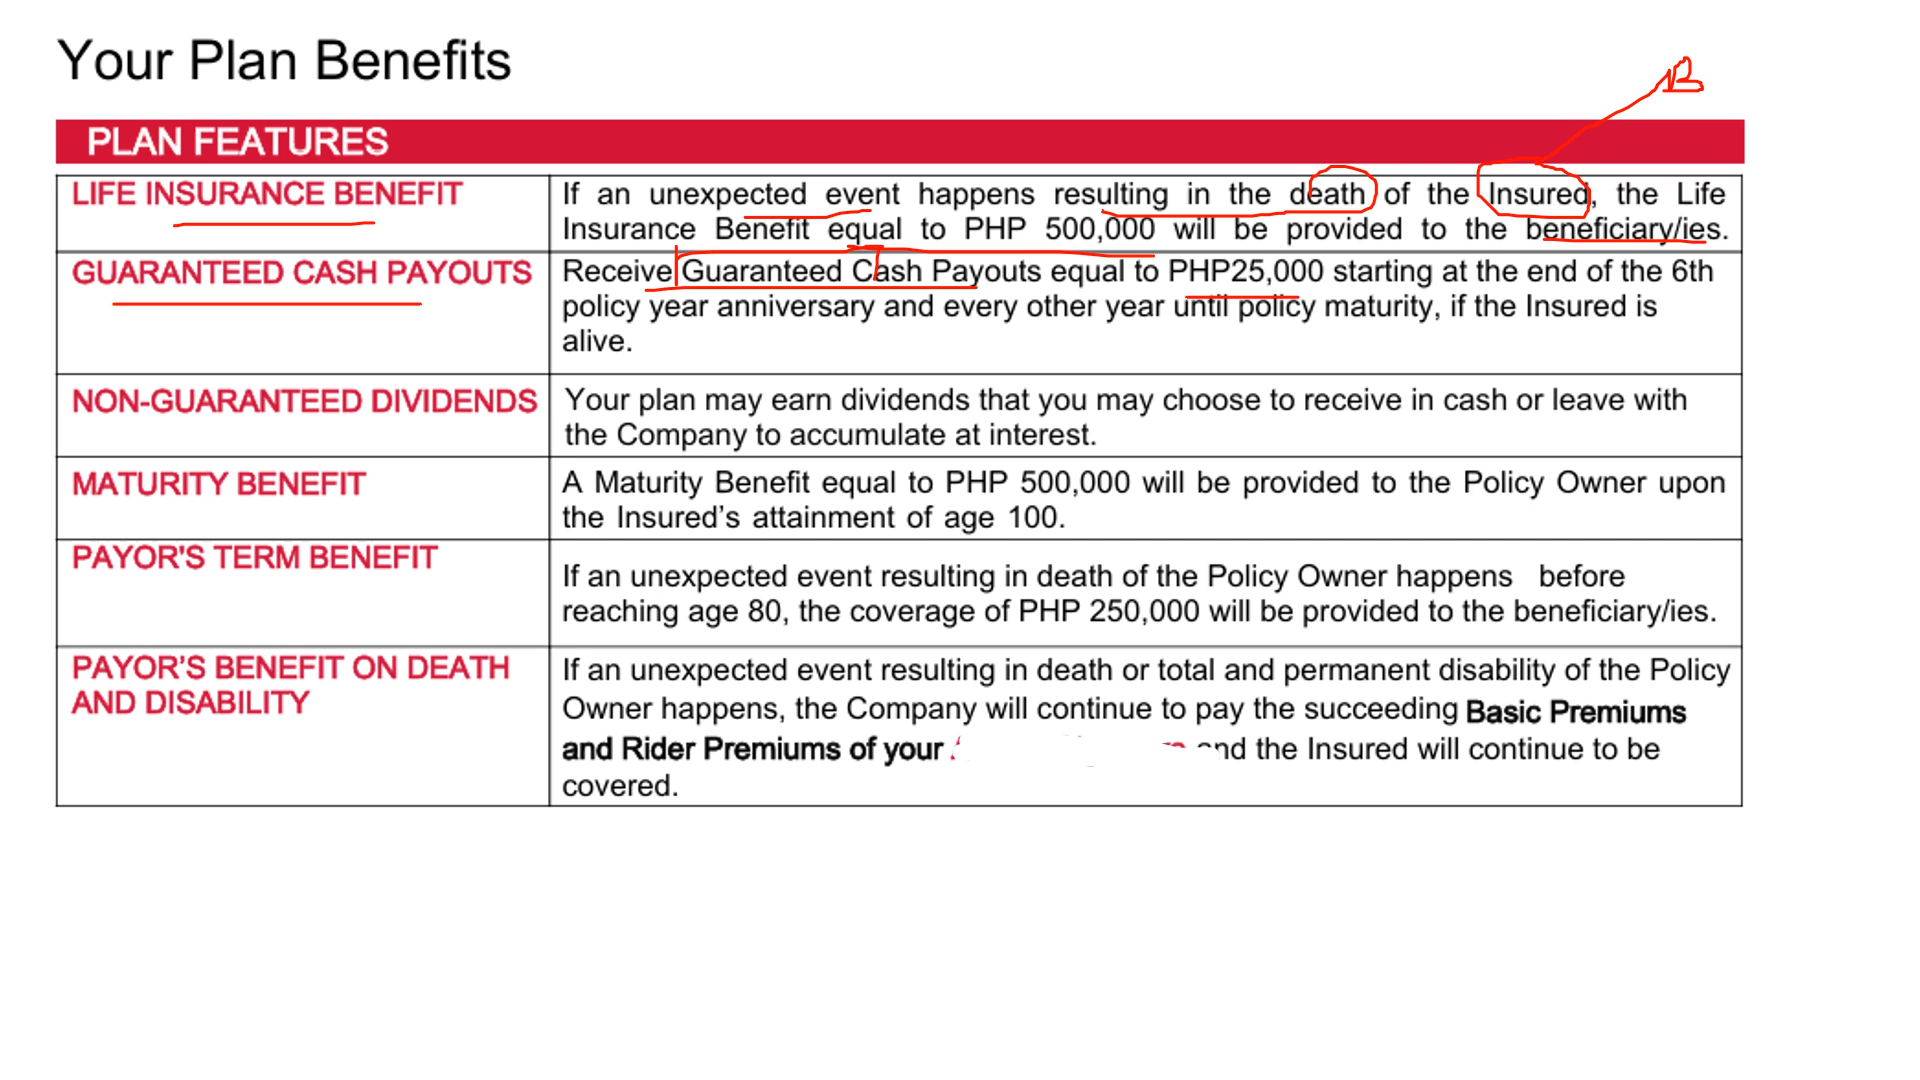 Your Plan Benefits
PLAN FEATURES
LIFE INSURANCE BENEFIT
If an unexpected event happens resulting in the death of the Insured, the Life
Insurance Benefit equal to PHP 500,000 will be provided to the beneficiary/ies.
GUARANTEED CASH PAYOUTS
Receive Guaranteed Cash Payouts equal to PHP25,000 starting at the end of the 6th
policy year anniversary and every other year until policy maturity, if the Insured is
alive.
NON-GUARANTEED DIVIDENDS
Your plan may earn dividends that you may choose to receive in cash or leave with
the Company to accumulate at interest.
MATURITY BENEFIT
A Maturity Benefit equal to PHP 500,000 will be provided to the Policy Owner upon
the Insured's attainment of age 100.
PAYOR'S TERM BENEFIT
If an unexpected event resulting in death of the Policy Owner happens before
reaching age 80, the coverage of PHP 250,000 will be provided to the beneficiary/ies.
PAYOR'S BENEFIT ON DEATH
AND DISABILITY
If an unexpected event resulting in death or total and permanent disability of the Policy
Owner happens, the Company will continue to pay the succeeding Basic Premiums
and Rider Premiums of your and the Insured will continue to be
covered.